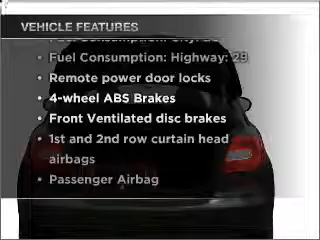 VEHICLE FEATURES
• Fuel Consumption: Highway: 29
• Remote power door locks
• 4-wheel ABS Brakes
• Front Ventilated disc brakes
• 1st and 2nd row curtain head
airbags
• Passenger Airbag